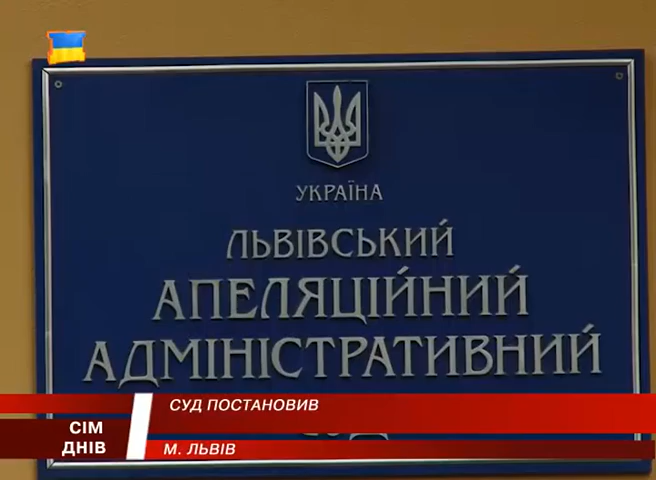 УКРАЇНА
ЛЬВІВСЬКИЙ
АПЕЛЯЦІЙНИЙ
АДМІНІСТРАТИВНИЙ
СУД ПОСТАНОВИВ
СІМ
ДНІВ
М. ЛЬВІВ